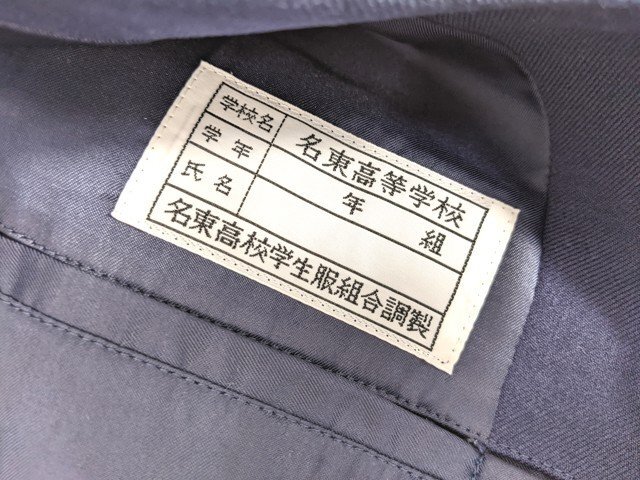 学校名 名東高等学校
学年 年 組
氏名
名東高校学生服組合調製